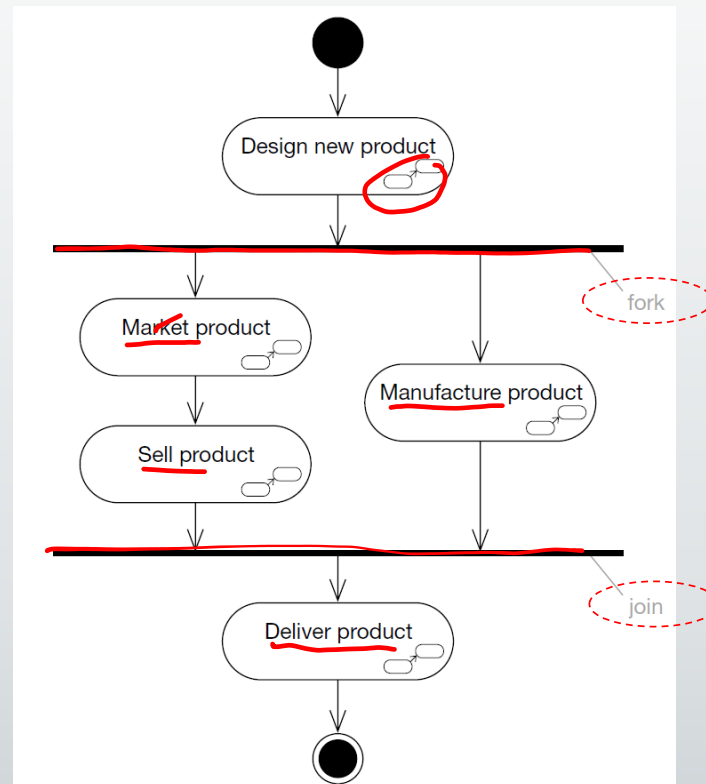 Design new product
fork
Market product
Manufacture product
Sell product
join
Deliver product